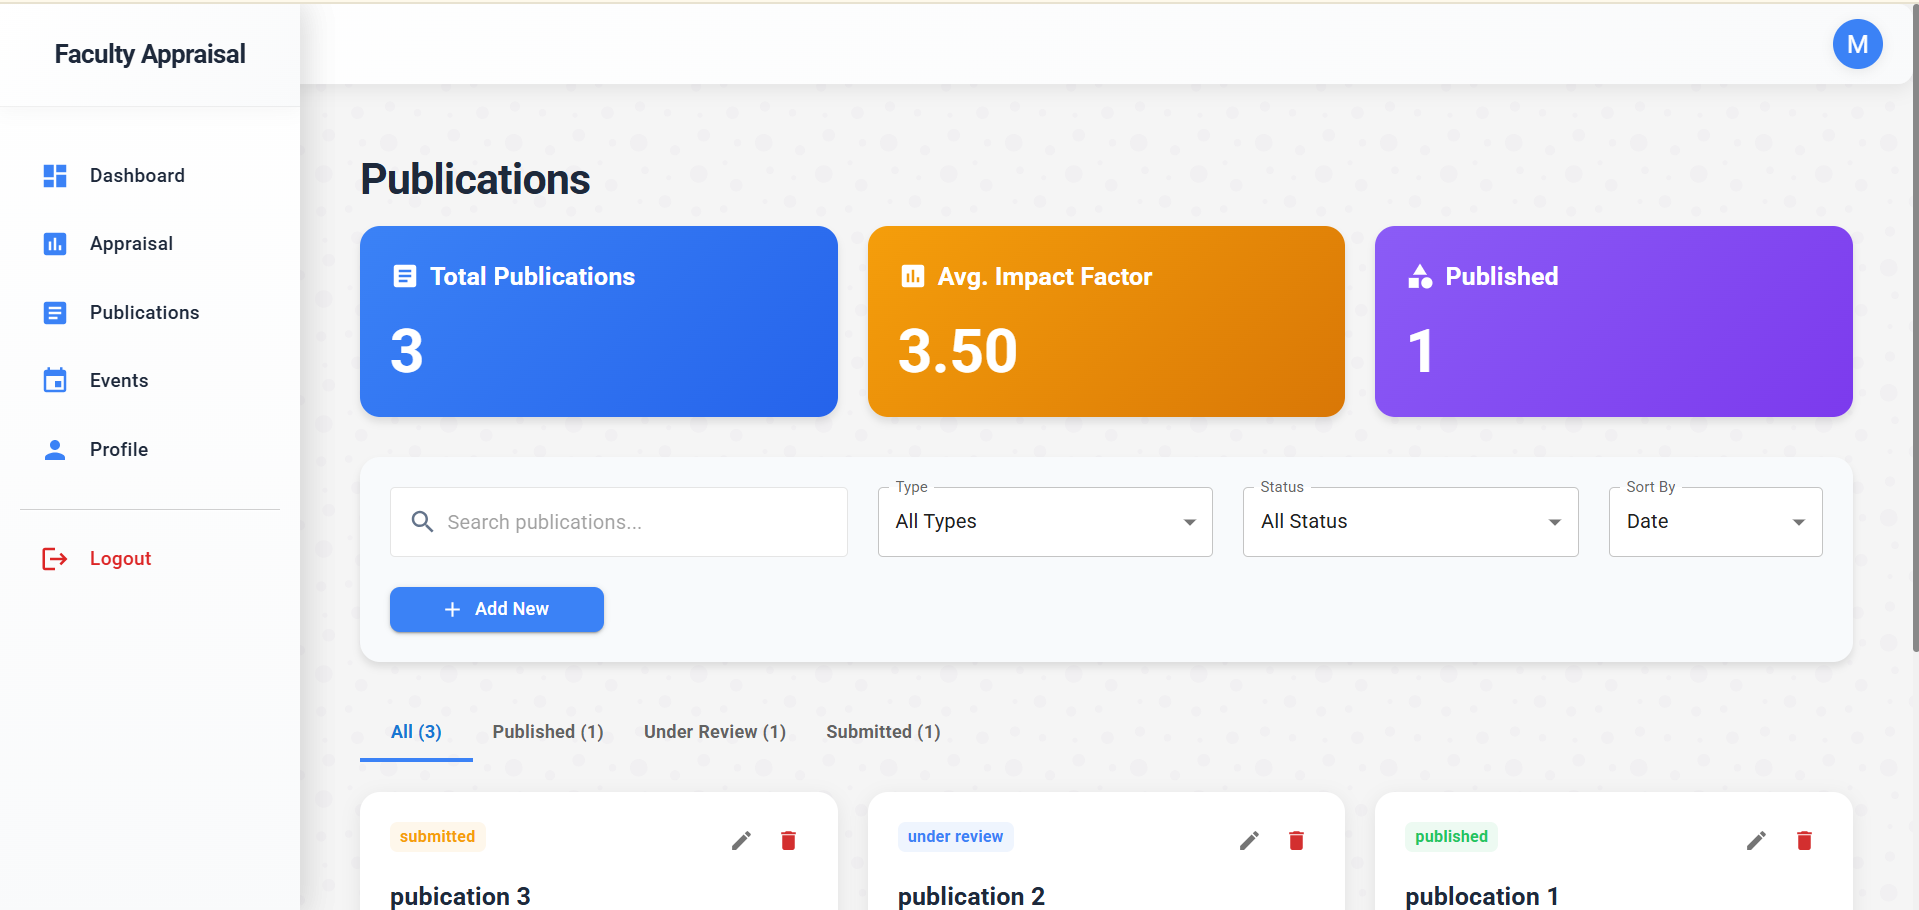 Faculty Appraisal
M
Dashboard
Appraisal
Publications
Events
Profile
Logout
Publications
Total Publications
3
Avg. Impact Factor
3.50
Published
1
Search publications...
Type
All Types
Status
All Status
Sort By
Date
Add New
All (3) Published (1) Under Review (1) Submitted (1)
submitted
pubication 3
under review
publication 2
published
publocation 1